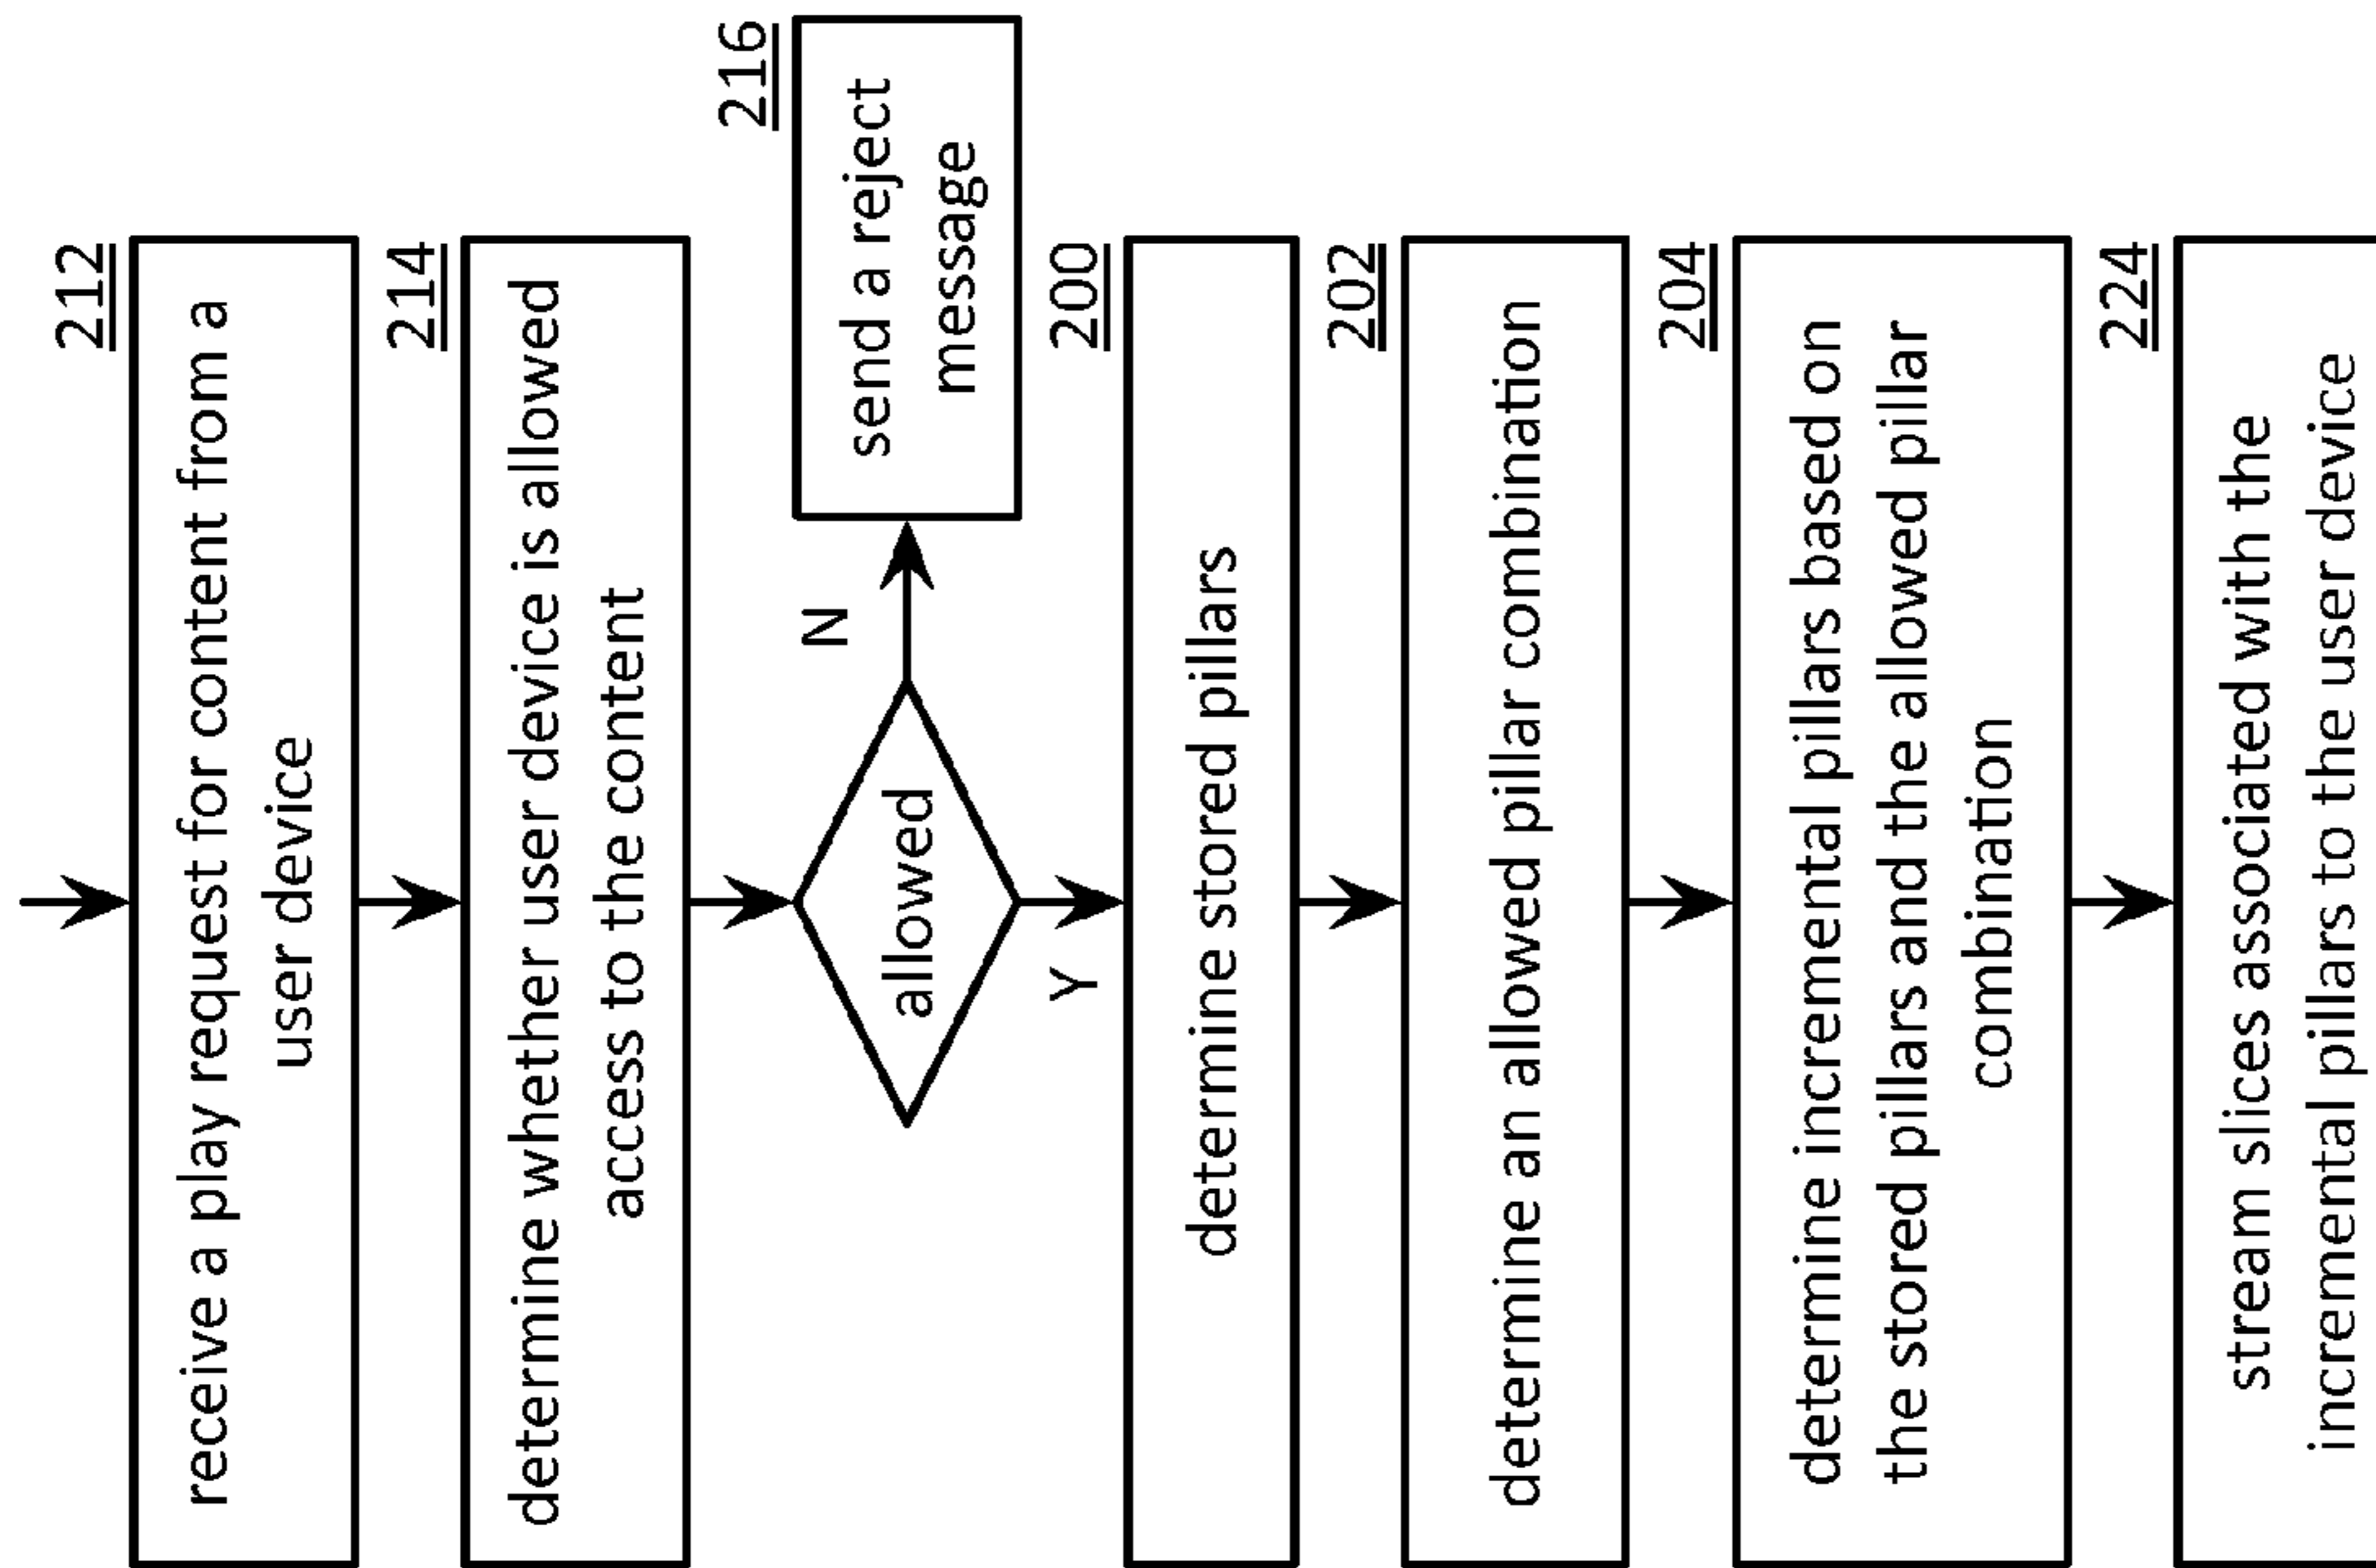 212
receive a play request for content from a
user device
214
determine whether user device is allowed
access to the content
allowed
N
216
send a reject
message
Y
200
determine stored pillars
202
determine an allowed pillar combination
204
determine incremental pillars based on
the stored pillars and the allowed pillar
combination
224
stream slices associated with the
incremental pillars to the user device